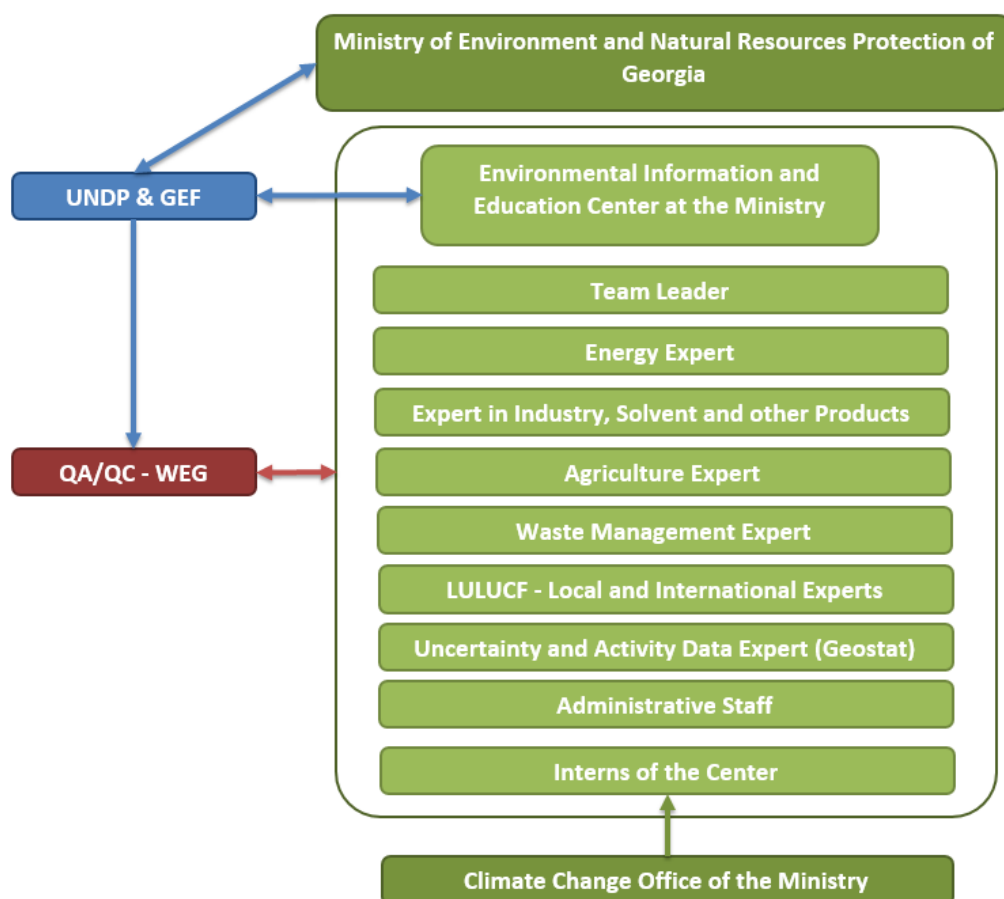 Ministry of Environment and Natural Resources Protection of
Georgia
Environmental Information and
Education Center at the Ministry
UNDP & GEF
Team Leader
Energy Expert
Expert in Industry, Solvent and other Products
QA/QC - WEG
Agriculture Expert
Waste Management Expert
LULUCF - Local and International Experts
Uncertainty and Activity Data Expert (Geostat)
Administrative Staff
Interns of the Center
Climate Change Office of the Ministry